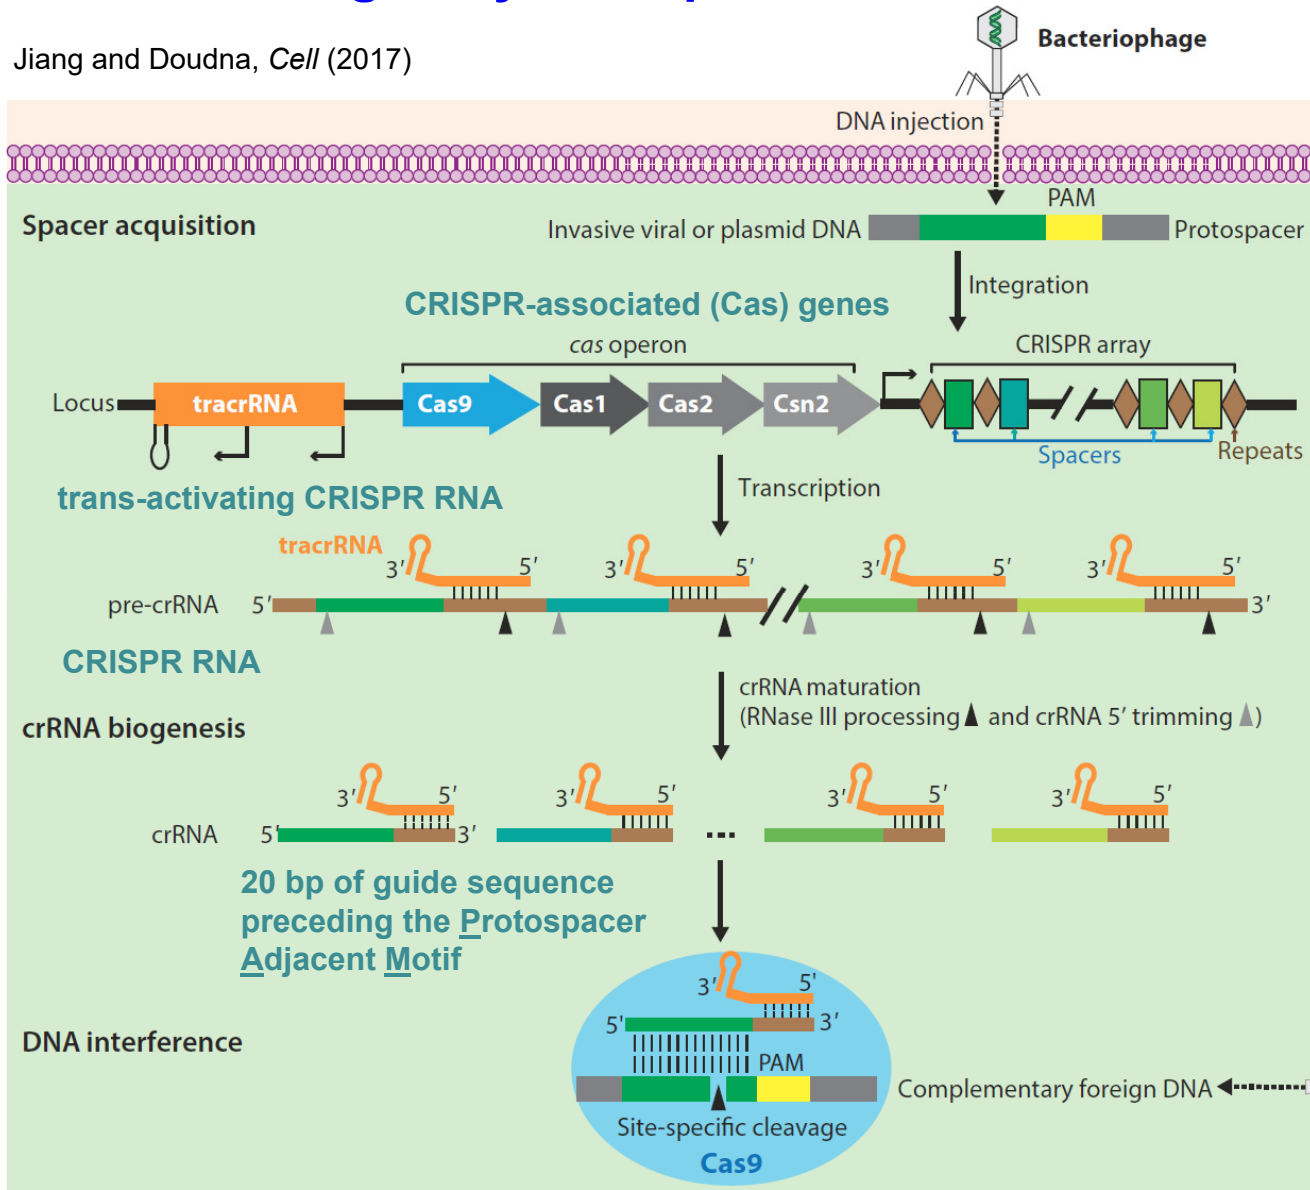 Jiang and Doudna, Cell (2017)
Bacteriophage
DNA injection
Spacer acquisition
PAM
Invasive viral or plasmid DNA
Protospacer
Integration
CRISPR-associated (Cas) genes
cas operon
CRISPR array
Locus
tracrRNA
Cas9
Cas1
Cas2
Csn2
Spacers
Repeats
trans-activating CRISPR RNA
Transcription
tracrRNA
3′ 5′ 3′ 5′ 3′ 5′ 3′ 5′
pre-crRNA 5′ 3′
CRISPR RNA
crRNA maturation
(RNase III processing and crRNA 5′ trimming )
crRNA biogenesis
3′ 5′ 3′ 5′ 3′ 5′ 3′ 5′
crRNA 5′ 3′ ...
20 bp of guide sequence
preceding the Protospacer
Adjacent Motif
3′ 5′
5' 3′
DNA interference
PAM
Complementary foreign DNA
Site-specific cleavage
Cas9